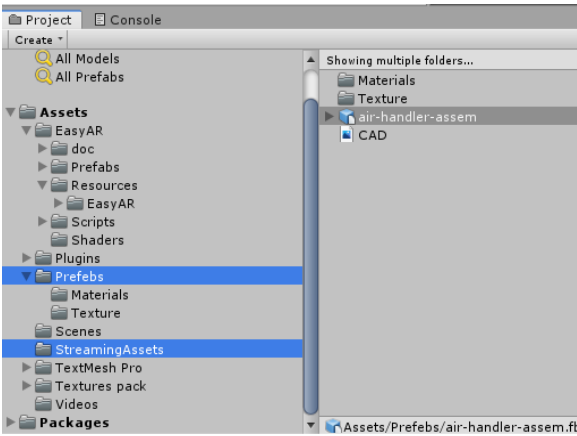 Project
Console
Create
All Models
All Prefabs
Assets
EasyAR
doc
Prefabs
Resources
EasyAR
Scripts
Shaders
Plugins
Prefebs
Materials
Texture
Scenes
StreamingAssets
TextMesh Pro
Textures pack
Videos
Packages
Showing multiple folders...
Materials
Texture
air-handler-assem
CAD
Assets/Prefebs/air-handler-assem.fb